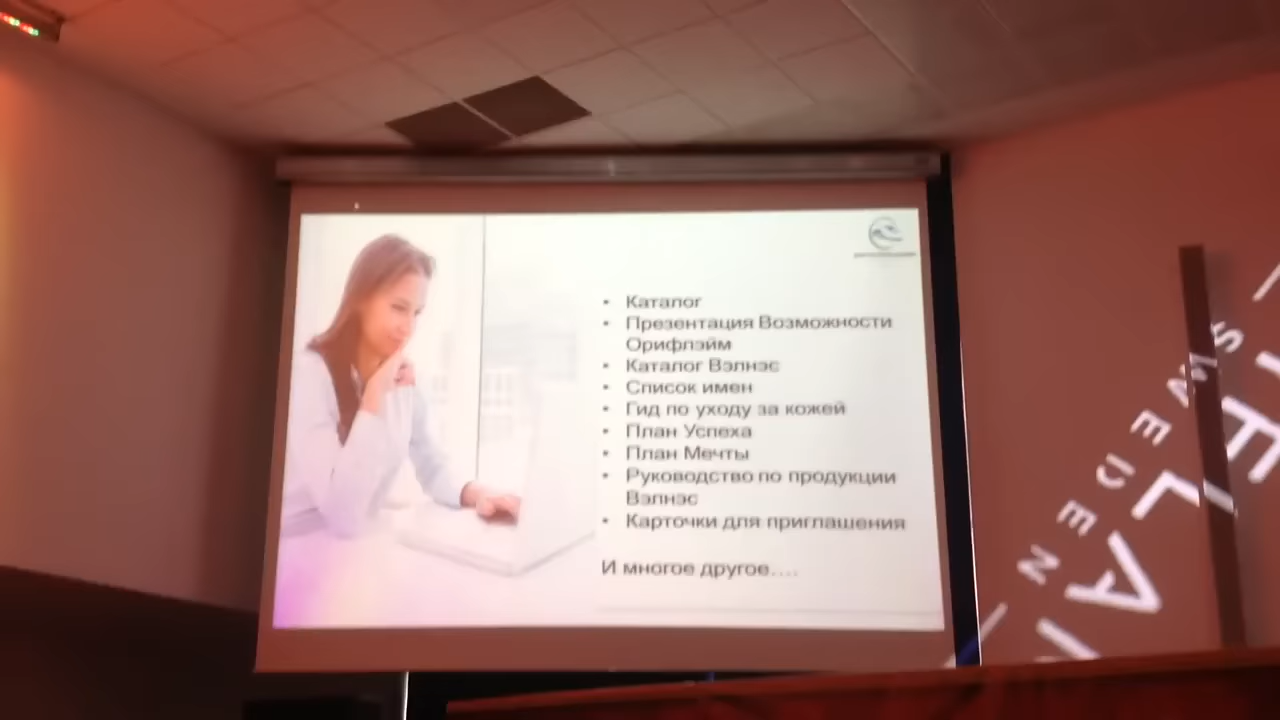 • Каталог
• Презентация Возможности
Орифлэйм
• Каталог Вэлнэс
• Список имен
• Гид по уходу за кожей
• План Успеха
• План Мечты
• Руководство по продукции
Вэлнэс
• Карточки для приглашения
И многое другое....
SWEDEN